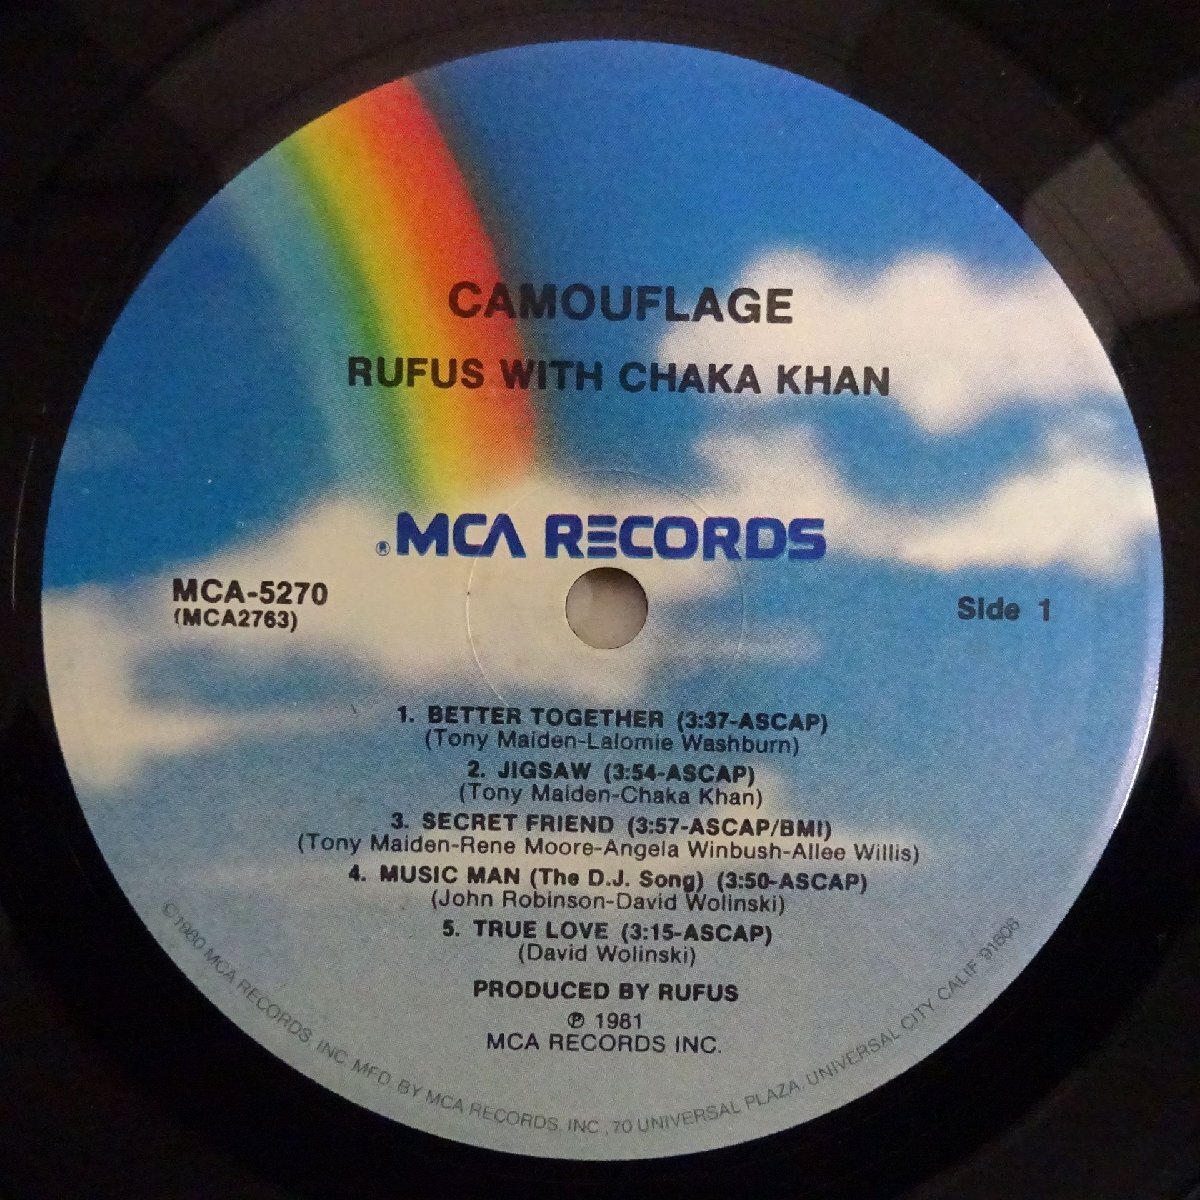 CAMOUFLAGE
RUFUS WITH CHAKA KHAN
® MCA RECORDS
MCA-5270
(MCA2763)
Side 1
1. BETTER TOGETHER (3:37-ASCAP)
(Tony Maiden-Lalomie Washburn)
2. JIGSAW (3:54-ASCAP)
(Tony Maiden-Chaka Khan)
3. SECRET FRIEND (3:57-ASCAP/BMI)
(Tony Maiden-Rene Moore-Angela Winbush-Allee Willis)
4. MUSIC MAN (The D.J. Song) (3:50-ASCAP)
(John Robinson-David Wolinski)
5. TRUE LOVE (3:15-ASCAP)
(David Wolinski)
PRODUCED BY RUFUS
℗ 1981
MCA RECORDS INC.
©1980 MCA RECORDS, INC. MFD. BY MCA RECORDS, INC., 70 UNIVERSAL PLAZA, UNIVERSAL CITY, CALIF. 91608